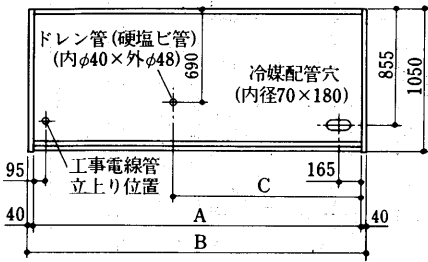 ドレン管(硬塩ビ管)
(内φ40×外φ48)
690
冷媒配管穴
(内径70×180)
855
1050
工事電線管
立上り位置
95
165
C
40
A
40
B